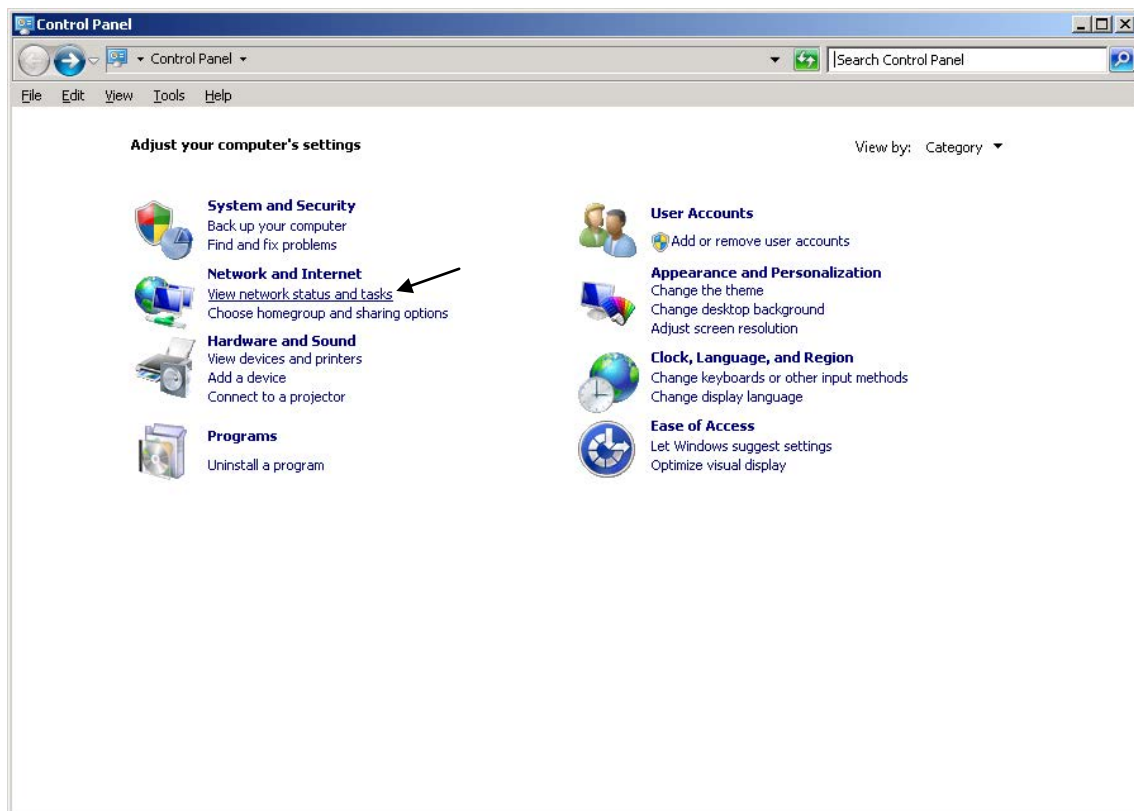 Control Panel
Control Panel
Search Control Panel
File Edit View Tools Help
Adjust your computer's settings
View by: Category
System and Security
Back up your computer
Find and fix problems
Network and Internet
View network status and tasks
Choose homegroup and sharing options
Hardware and Sound
View devices and printers
Add a device
Connect to a projector
Programs
Uninstall a program
User Accounts
Add or remove user accounts
Appearance and Personalization
Change the theme
Change desktop background
Adjust screen resolution
Clock, Language, and Region
Change keyboards or other input methods
Change display language
Ease of Access
Let Windows suggest settings
Optimize visual display